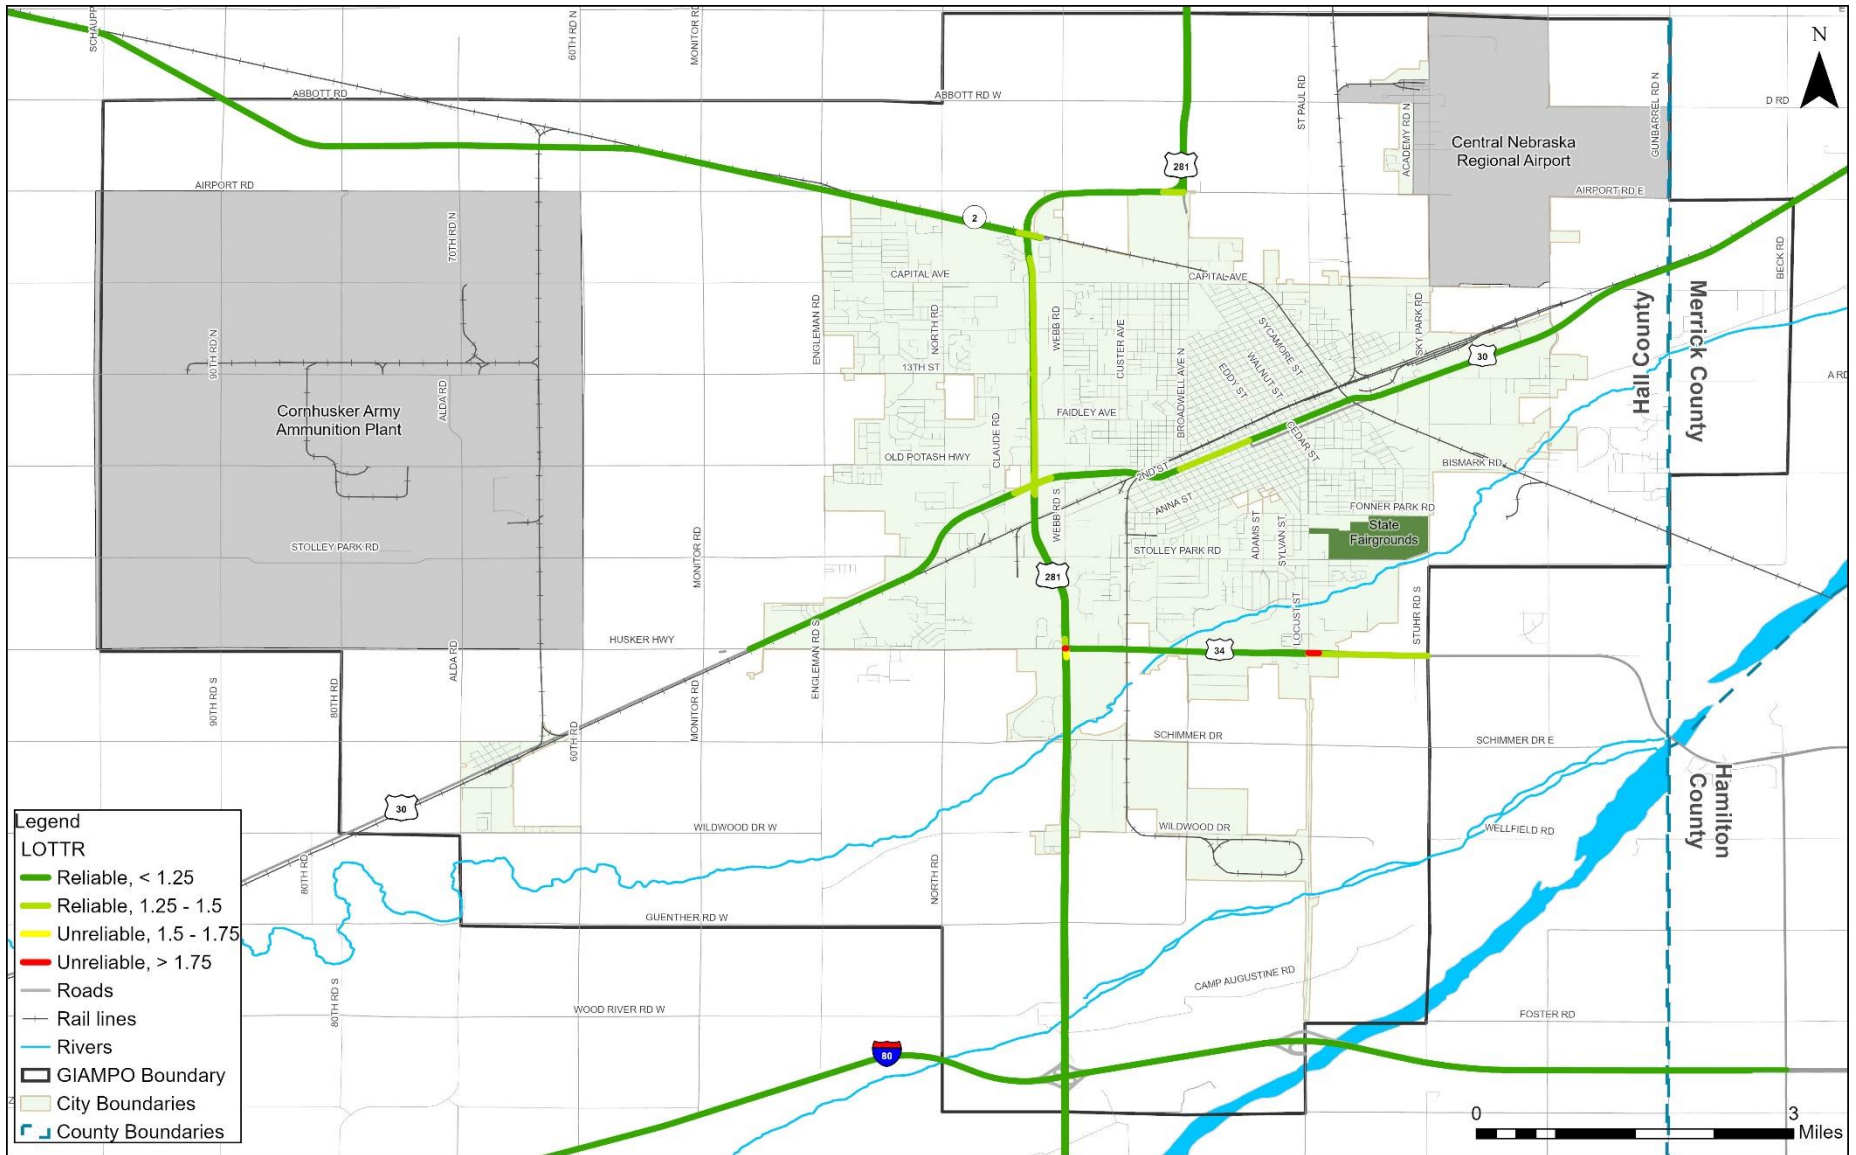 SCHAUPP
60TH RD N
MONITOR RD
N
ABBOTT RD
ABBOTT RD W
ST PAUL RD
ACADEMY RD N
GUNBARREL RD N
D RD
Central Nebraska
Regional Airport
281
AIRPORT RD
AIRPORT RD E
2
70TH RD N
BECK RD
CAPITAL AVE
CAPITAL AVE
ENGLEMAN RD
NORTH RD
WEBB RD
CUSTER AVE
SYCAMORE ST
SKY PARK RD
Hall County
Merrick County
90TH RD N
13TH ST
WALNUT ST
EDDY ST
30
A RD
ALDA RD
Cornhusker Army
Ammunition Plant
CLAUDE RD
FAIDLEY AVE
BROADWELL AVE N
CEDAR ST
OLD POTASH HWY
2ND ST
BISMARK RD
ANNA ST
WEBB RD S
FONNER PARK RD
State
Fairgrounds
ADAMS ST
SYLVAN ST
STOLLEY PARK RD
STOLLEY PARK RD
MONITOR RD
281
LOCUST ST
STUHR RD S
HUSKER HWY
ENGLEMAN RD S
34
ALDA RD
90TH RD S
80TH RD
MONITOR RD
60TH RD
SCHIMMER DR
SCHIMMER DR E
Hamilton
County
30
WILDWOOD DR W
WILDWOOD DR
WELLFIELD RD
80TH RD
NORTH RD
GUENTHER RD W
CAMP AUGUSTINE RD
80TH RD S
WOOD RIVER RD W
FOSTER RD
80
Legend
LOTTR
Reliable, < 1.25
Reliable, 1.25 - 1.5
Unreliable, 1.5 - 1.75
Unreliable, > 1.75
Roads
Rail lines
Rivers
GIAMPO Boundary
City Boundaries
County Boundaries
0 3
Miles